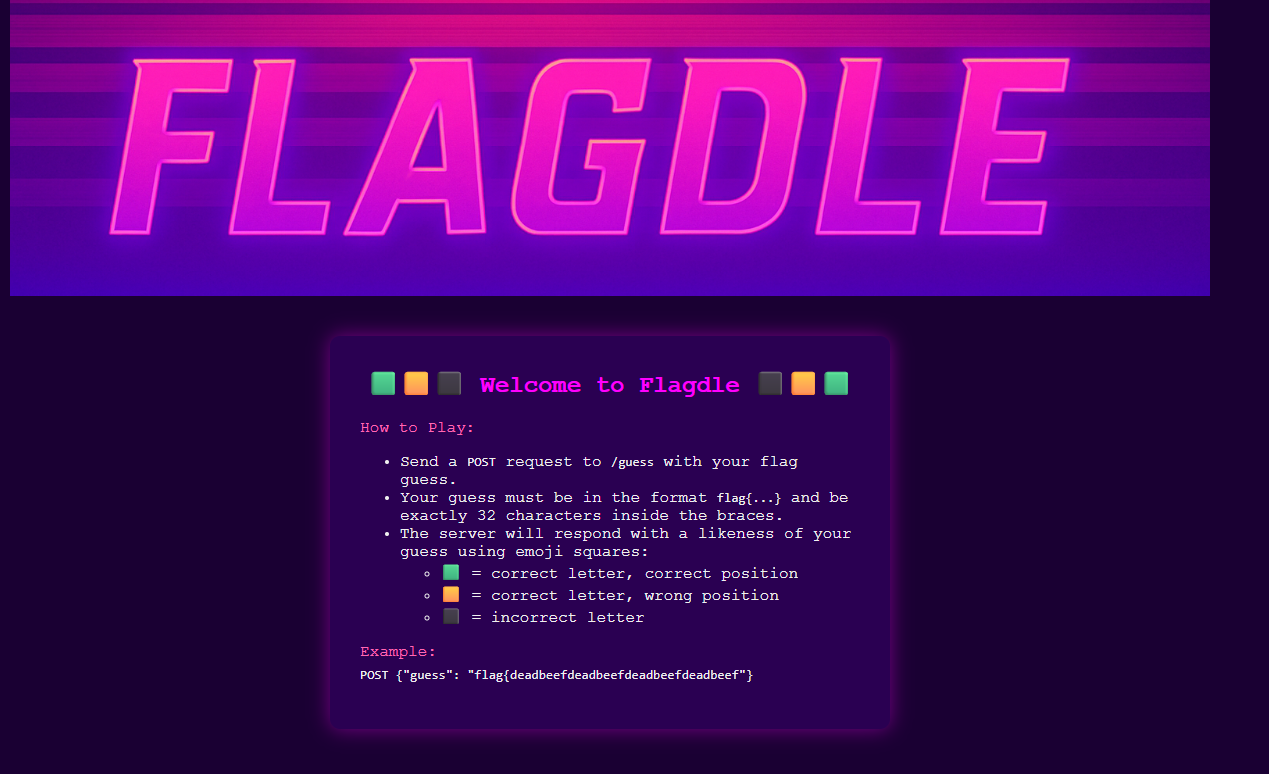 FLAGDLE
🟩🟧⬛ Welcome to Flagdle ⬛🟧🟩
How to Play:
• Send a POST request to /guess with your flag
guess.
• Your guess must be in the format flag{...} and be
exactly 32 characters inside the braces.
• The server will respond with a likeness of your
guess using emoji squares:
◦ 🟩 = correct letter, correct position
◦ 🟧 = correct letter, wrong position
◦ ⬛ = incorrect letter
Example:
POST {"guess": "flag{deadbeefdeadbeefdeadbeefdeadbeef"}